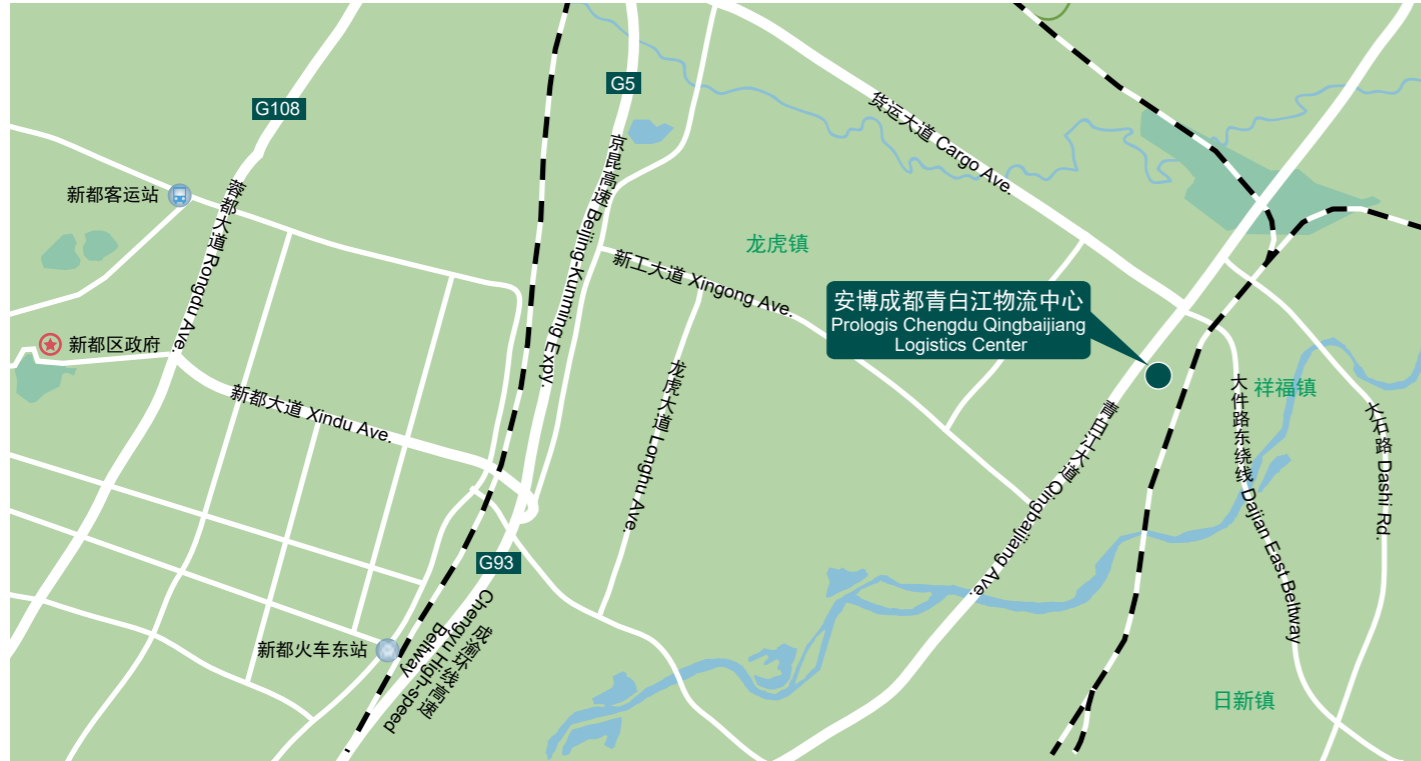 G108
G5
货运大道 Cargo Ave.
京昆高速 Beijing-Kunming Expy.
新都客运站
蓉都大道 Rongdu Ave.
龙虎镇
新工大道 Xingong Ave.
安博成都青白江物流中心
Prologis Chengdu Qingbaijiang
Logistics Center
新都区政府
新都大道 Xindu Ave.
龙虎大道 Longhu Ave.
青白江大道 Qingbaijiang Ave.
大件路东绕线 Dajian East Beltway
祥福镇
大石路 Dashi Rd.
G93
成渝环线高速
Chengyu High-speed
Beltway
新都火车东站
日新镇